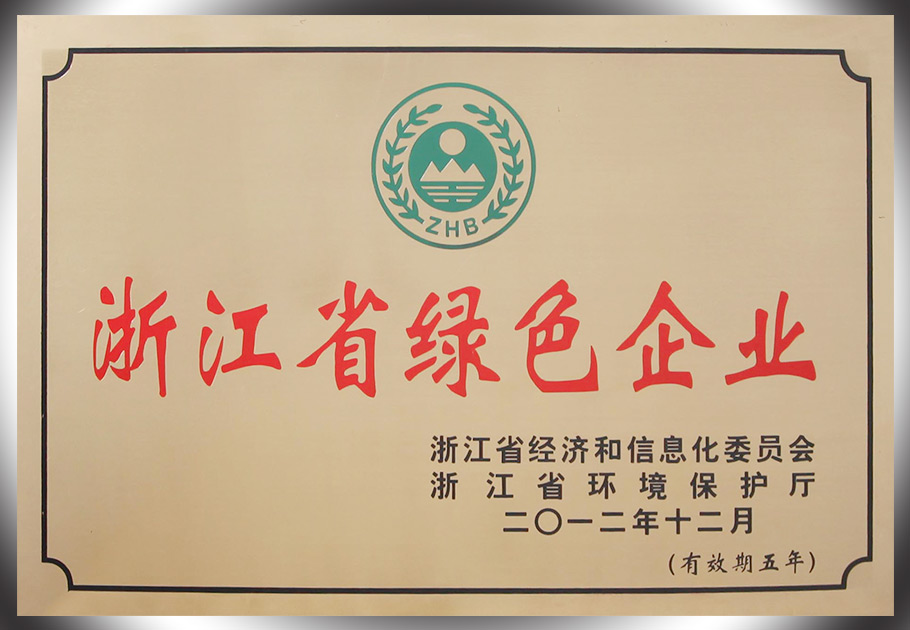 ZHB
浙江省绿色企业
浙江省经济和信息化委员会
浙江省环境保护厅
二〇一二年十二月
(有效期五年)